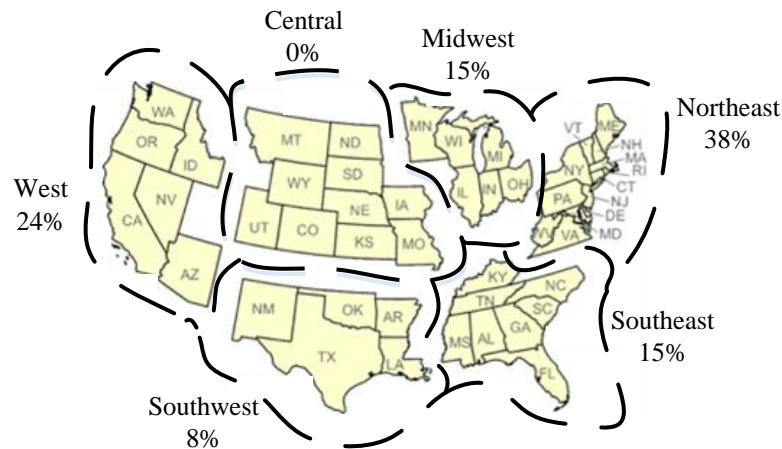 Central
0%
Midwest
15%
Northeast
38%
West
24%
Southeast
15%
Southwest
8%
WA
OR
ID
NV
CA
AZ
MT
ND
SD
WY
NE
IA
UT
CO
KS
MO
MN
WI
MI
IL
IN
OH
VT
ME
NH
MA
NY
RI
CT
PA
NJ
DE
WV
VA
MD
NM
OK
AR
TX
LA
KY
NC
TN
SC
MS
AL
GA
FL